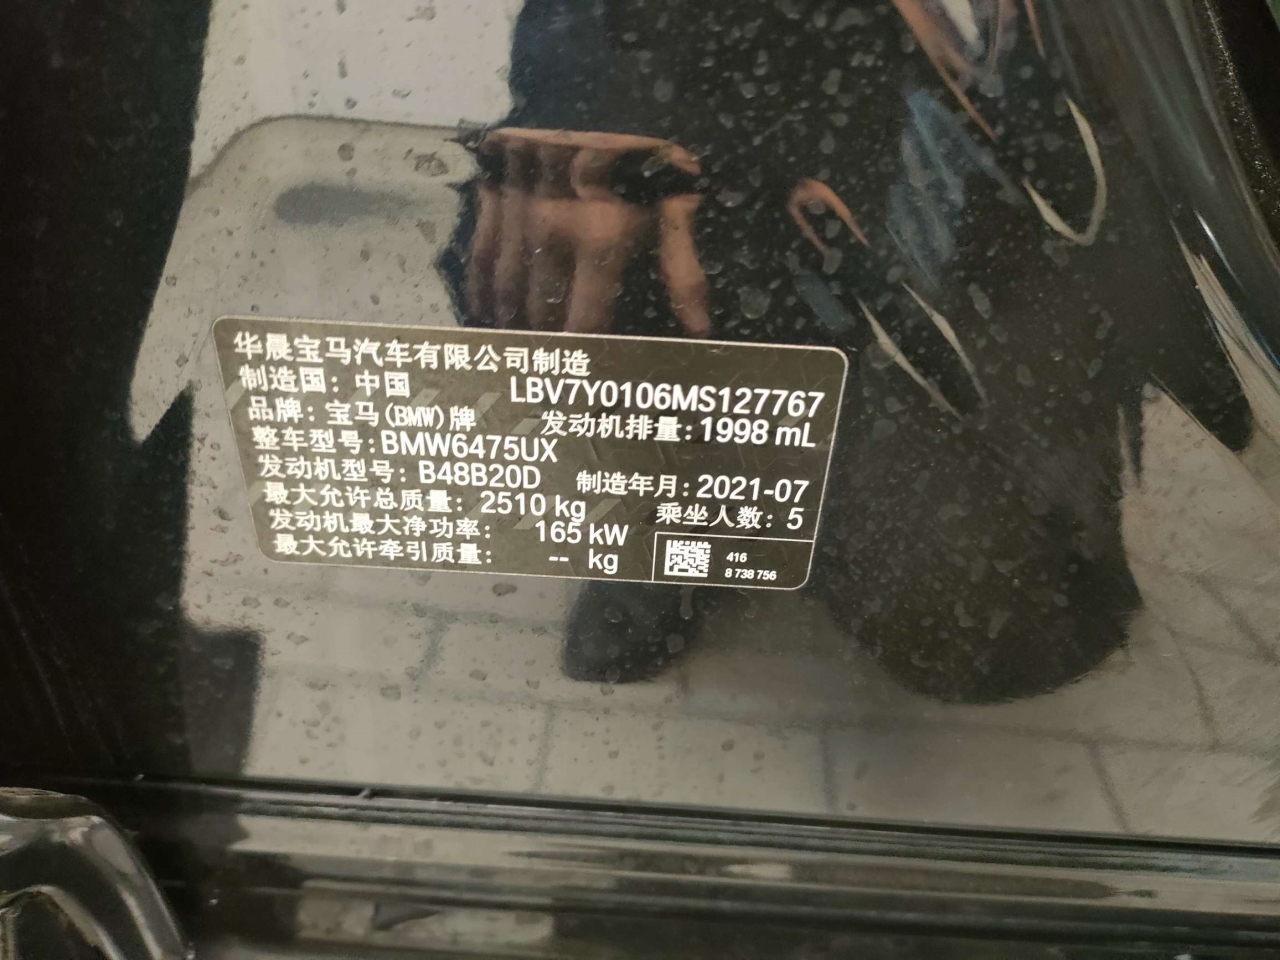 华晨宝马汽车有限公司制造
制造国：中国 LBV7Y0106MS127767
品牌：宝马(BMW)牌 发动机排量：1998 mL
整车型号：BMW6475UX
发动机型号：B48B20D 制造年月：2021-07
最大允许总质量：2510 kg 乘坐人数：5
发动机最大净功率：165 kW
最大允许牵引质量：-- kg
416
8 738 756